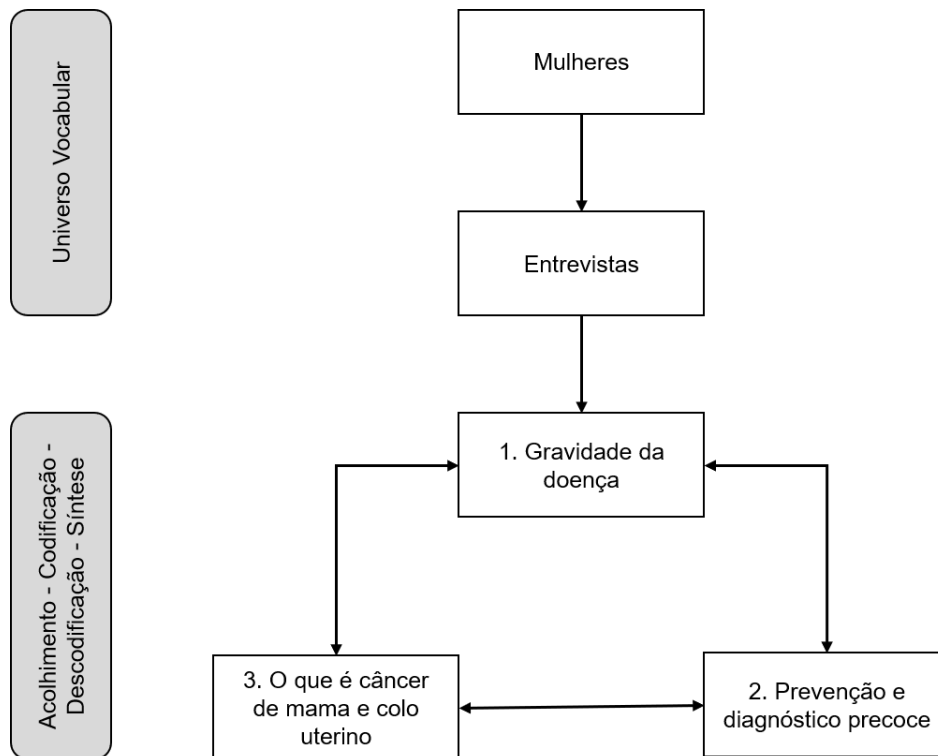 Universo Vocabular
Mulheres
Entrevistas
Acolhimento - Codificação -
Descodificação - Síntese
1. Gravidade da
doença
3. O que é câncer
de mama e colo
uterino
2. Prevenção e
diagnóstico precoce